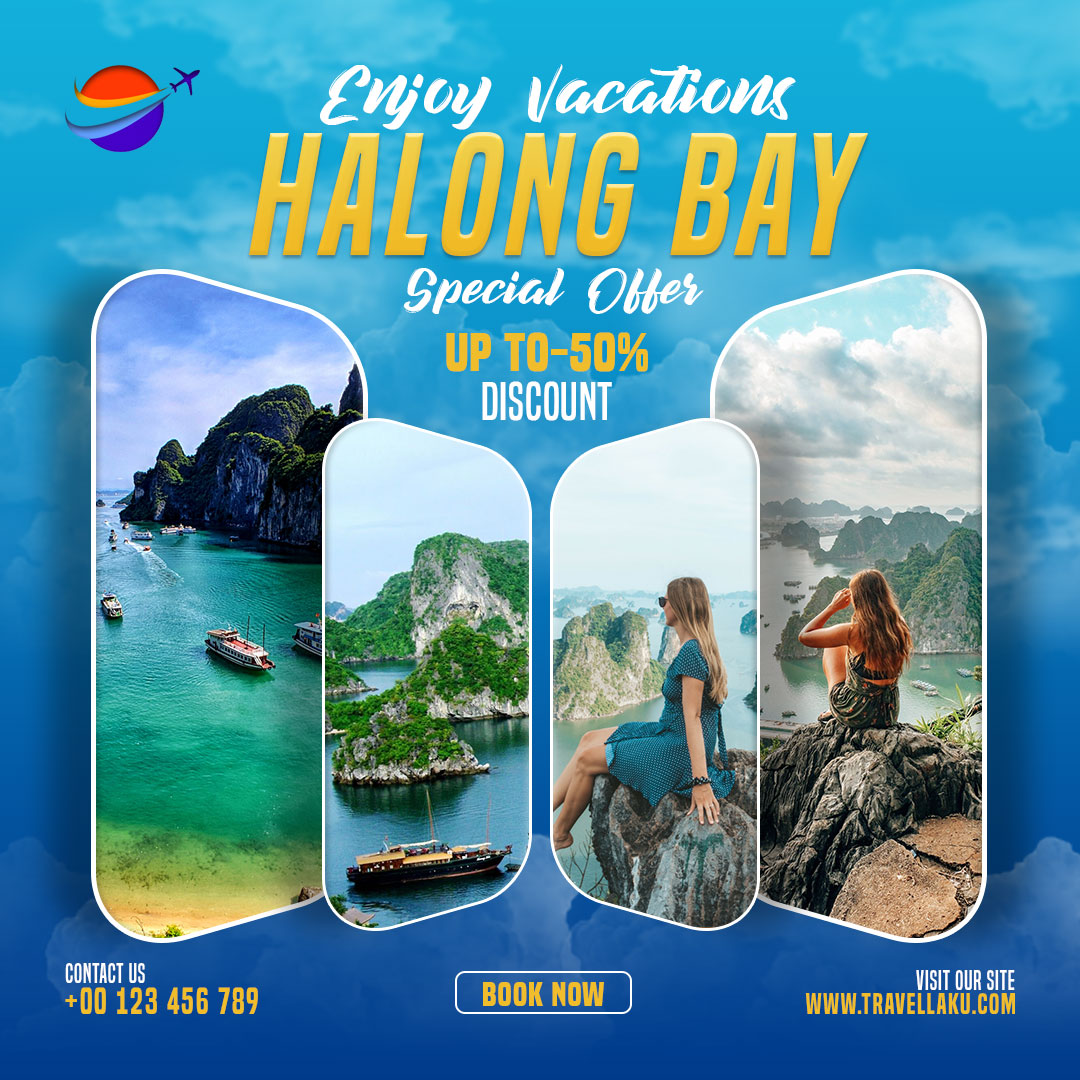 Enjoy Vacations
HALONG BAY
Special Offer
UP TO-50%
DISCOUNT
CONTACT US
+00 123 456 789
BOOK NOW
VISIT OUR SITE
WWW.TRAVELLAKU.COM